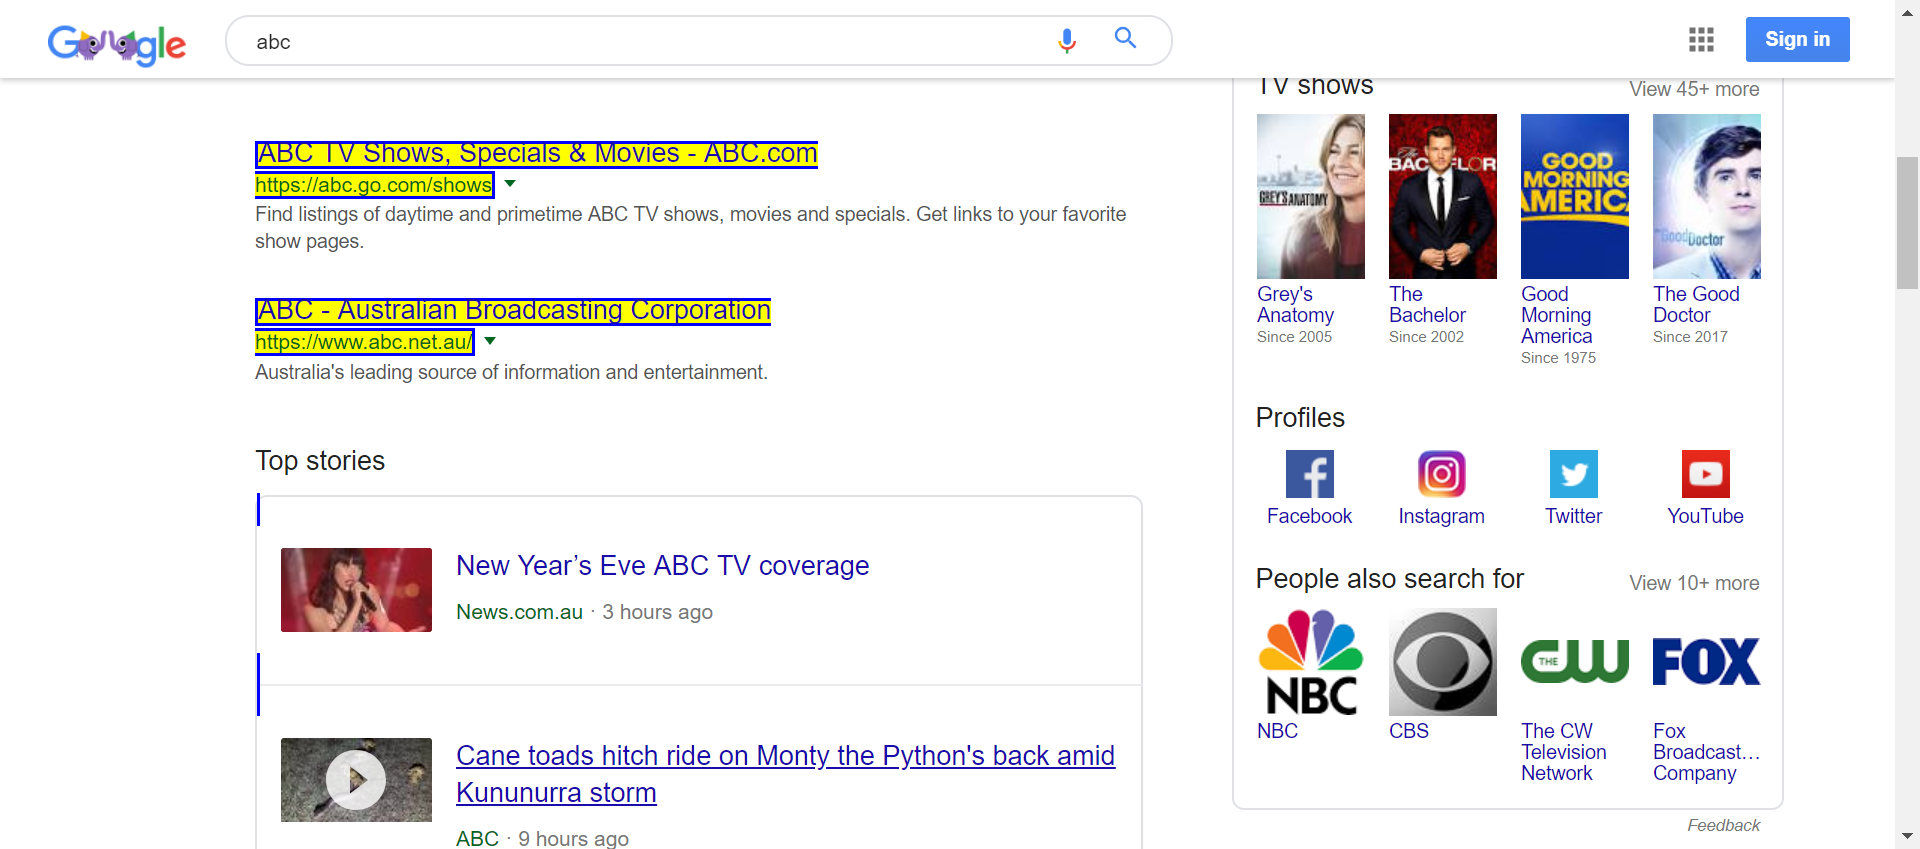 Google
abc
Sign in
ABC TV Shows, Specials & Movies - ABC.com
https://abc.go.com/shows
Find listings of daytime and primetime ABC TV shows, movies and specials. Get links to your favorite
show pages.
ABC - Australian Broadcasting Corporation
https://www.abc.net.au/
Australia's leading source of information and entertainment.
Top stories
New Year’s Eve ABC TV coverage
News.com.au · 3 hours ago
Cane toads hitch ride on Monty the Python's back amid
Kununurra storm
ABC · 9 hours ago
TV shows
View 45+ more
GREY'S ANATOMY
The
BACHELOR
GOOD
MORNING
AMERICA
The Good Doctor
Grey's
Anatomy
Since 2005
The
Bachelor
Since 2002
Good
Morning
America
Since 1975
The Good
Doctor
Since 2017
Profiles
Facebook
Instagram
Twitter
YouTube
People also search for
View 10+ more
NBC
THE CW
FOX
NBC
CBS
The CW
Television
Network
Fox
Broadcast...
Company
Feedback